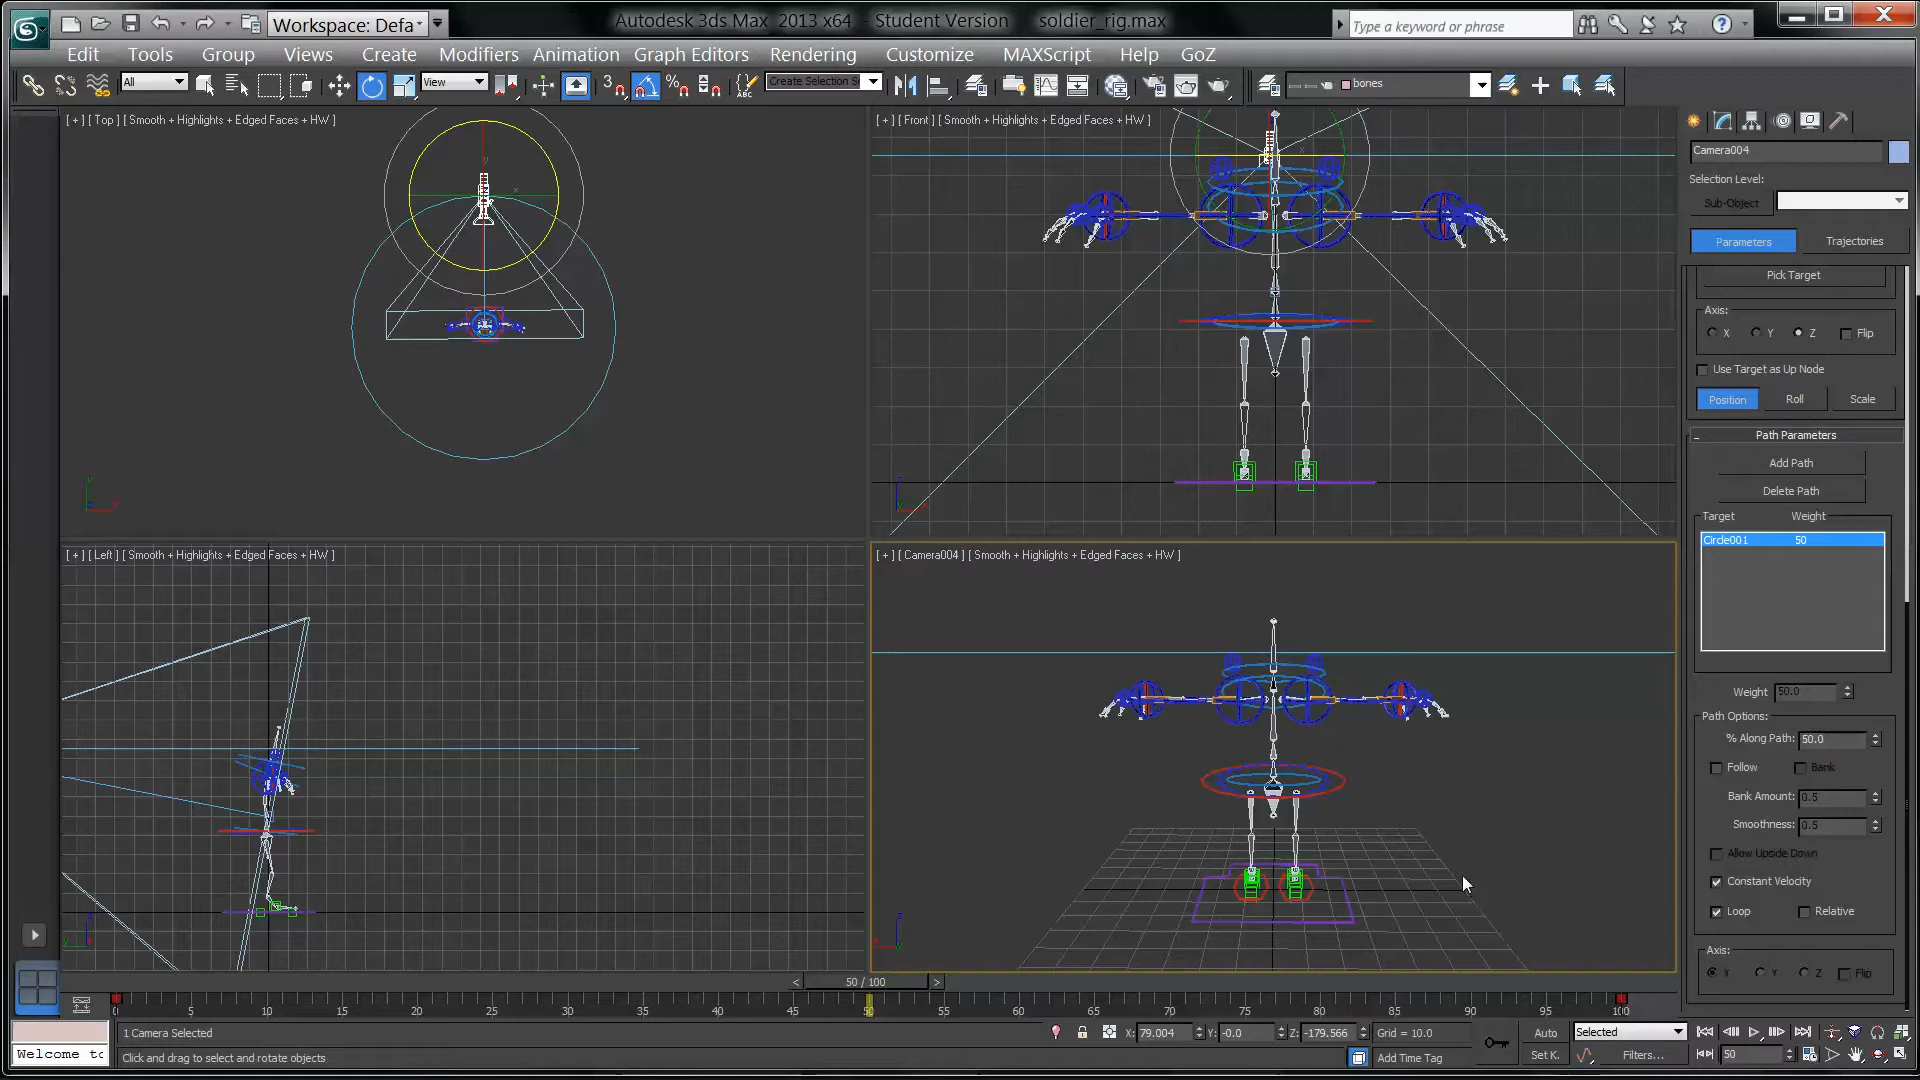 Workspace: Defa
Autodesk 3ds Max 2013 x64 - Student Version soldier_rig.max
Type a keyword or phrase
Edit Tools Group Views Create Modifiers Animation Graph Editors Rendering Customize MAXScript Help GoZ
All
View
3
ABC
Create Selection S
bones
[ + ] [ Top ] [ Smooth + Highlights + Edged Faces + HW ]
[ + ] [ Front ] [ Smooth + Highlights + Edged Faces + HW ]
[ + ] [ Left ] [ Smooth + Highlights + Edged Faces + HW ]
[ + ] [ Camera004 ] [ Smooth + Highlights + Edged Faces + HW ]
Camera004
Selection Level:
Sub-Object
Parameters Trajectories
Pick Target
Axis:
X Y Z Flip
Use Target as Up Node
Position Roll Scale
Path Parameters
Add Path
Delete Path
Target Weight
Circle001 50
Weight 50.0
Path Options:
% Along Path: 50.0
Follow Bank
Bank Amount: 0.5
Smoothness: 0.5
Allow Upside Down
Constant Velocity
Loop Relative
Axis:
X Y Z Flip
< 50 / 100 >
0 5 10 15 20 25 30 35 40 45 50 55 60 65 70 75 80 85 90 95 100
1 Camera Selected
X: 79.004 Y: -0.0 Z: -179.566 Grid = 10.0
Auto Selected
Welcome to
Click and drag to select and rotate objects
Add Time Tag
Set K. Filters... 50